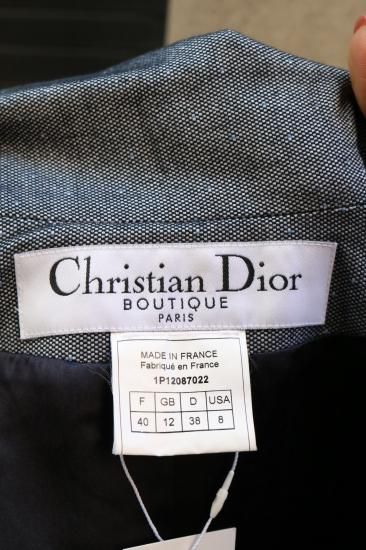 Christian Dior
BOUTIQUE
PARIS
MADE IN FRANCE
Fabriqué en France
1P12087022
F GB D USA
40 12 38 8